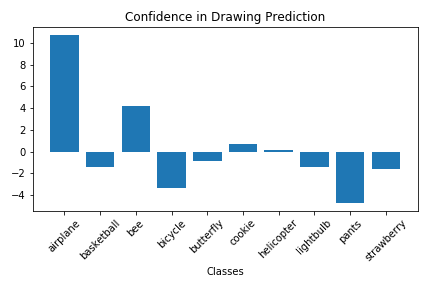 Confidence in Drawing Prediction
10
8
6
4
2
0
−2
−4
airplane
basketball
bee
bicycle
butterfly
cookie
helicopter
lightbulb
pants
strawberry
Classes